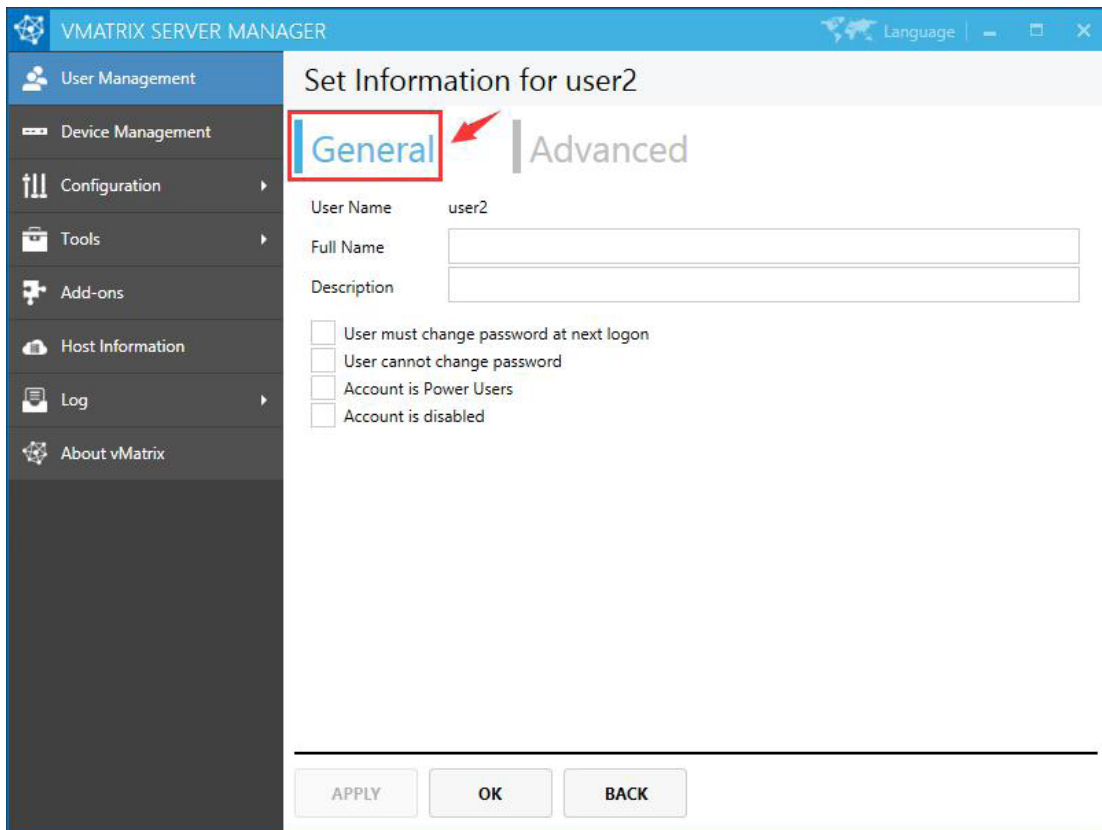 VMATRIX SERVER MANAGER
Language
User Management
Device Management
Configuration
Tools
Add-ons
Host Information
Log
About vMatrix
Set Information for user2
General
Advanced
User Name user2
Full Name
Description
User must change password at next logon
User cannot change password
Account is Power Users
Account is disabled
APPLY OK BACK